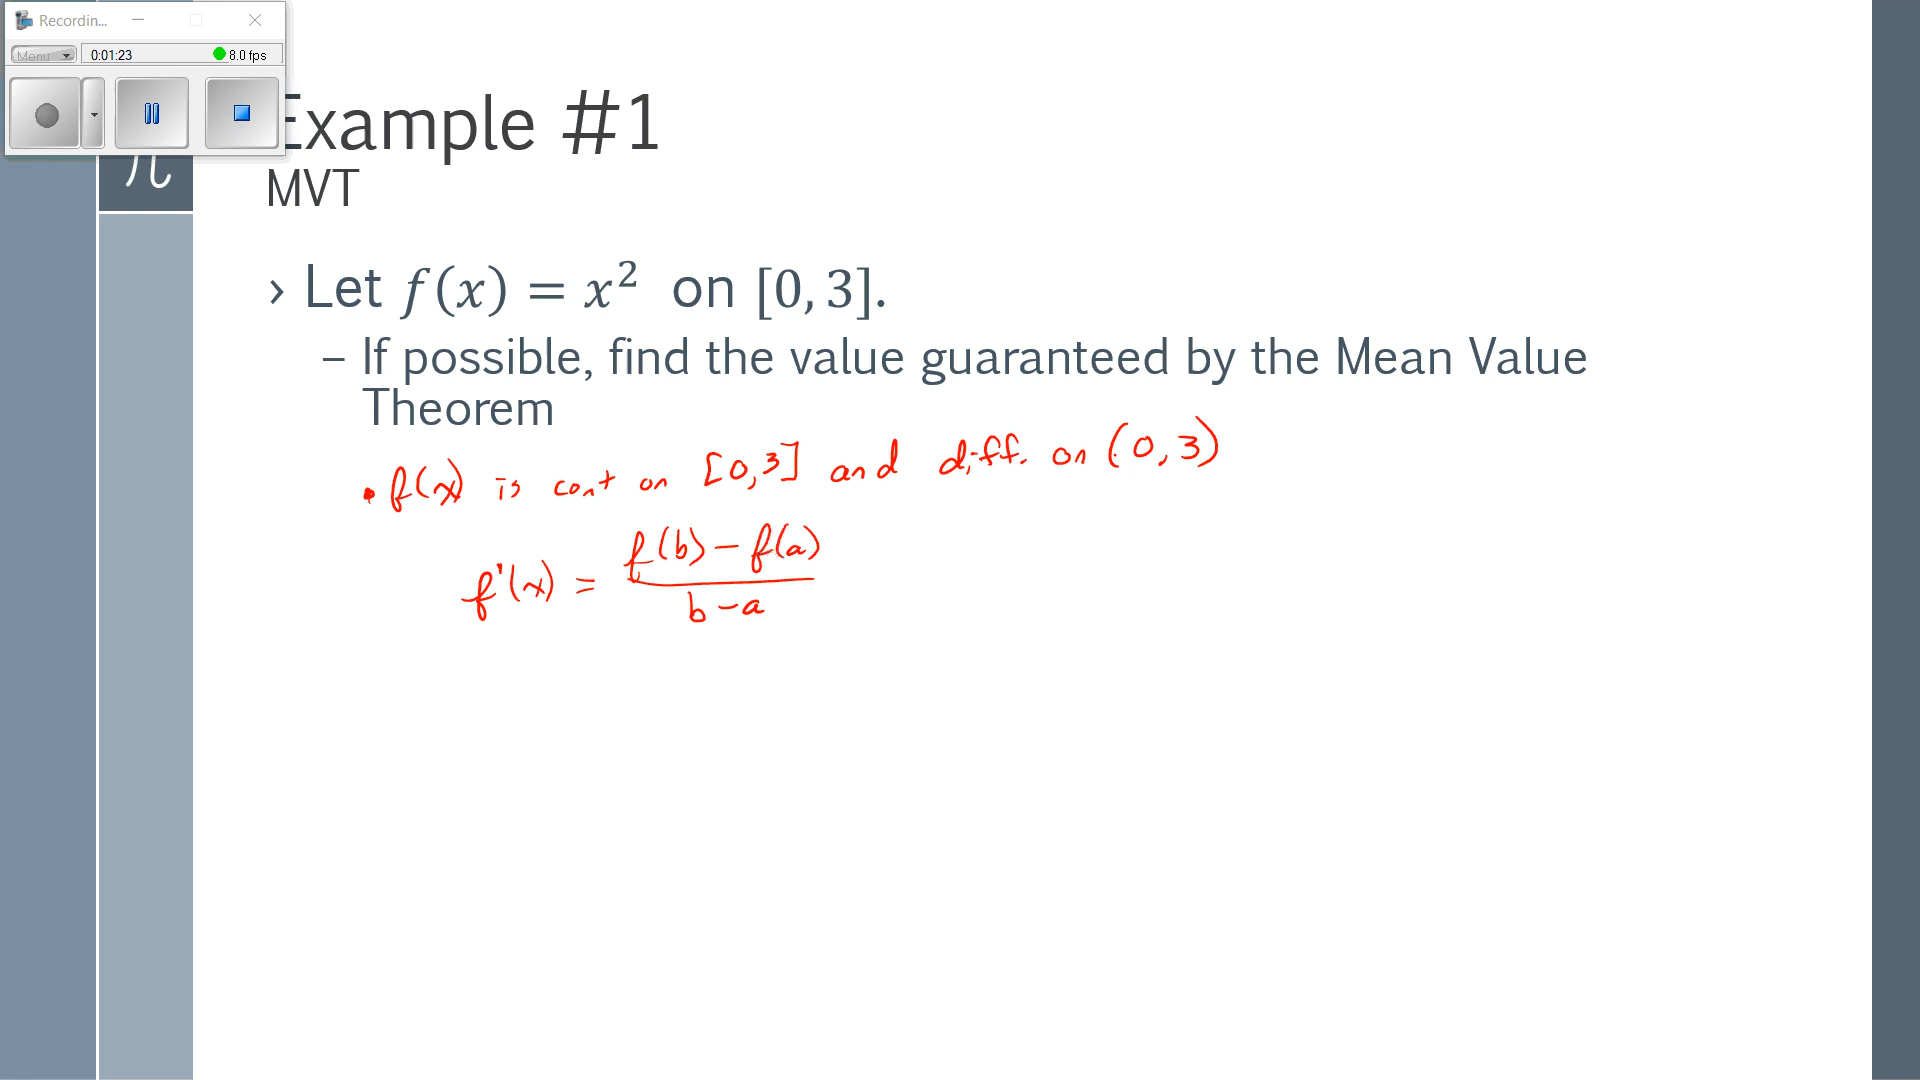 Recordin...
Menu 0:01:23 8.0 fps
Example #1
π
MVT
› Let f(x) = x² on [0, 3].
– If possible, find the value guaranteed by the Mean Value
Theorem
• f(x) is cont on [0,3] and diff. on (0,3)
f'(x) = f(b) - f(a)
b - a